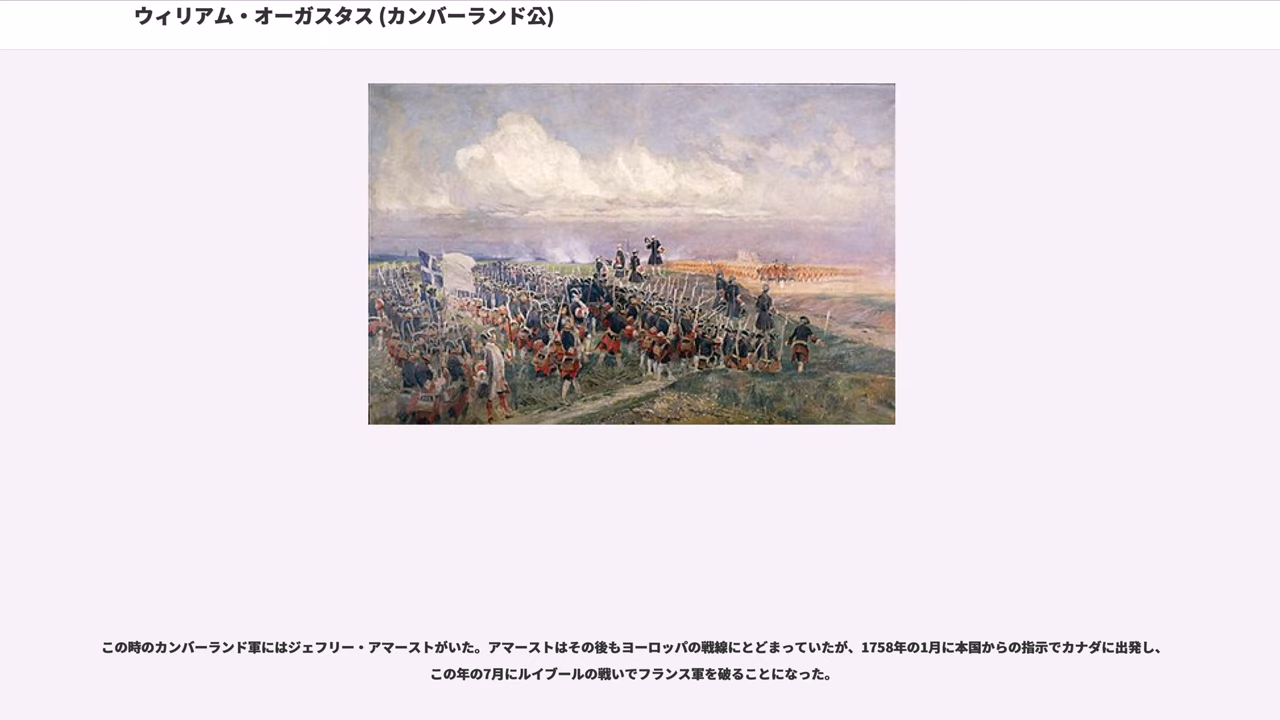 ウィリアム・オーガスタス (カンバーランド公)
この時のカンバーランド軍にはジェフリー・アマーストがいた。アマーストはその後もヨーロッパの戦線にとどまっていたが、1758年の1月に本国からの指示でカナダに出発し、
この年の7月にルイブールの戦いでフランス軍を破ることになった。